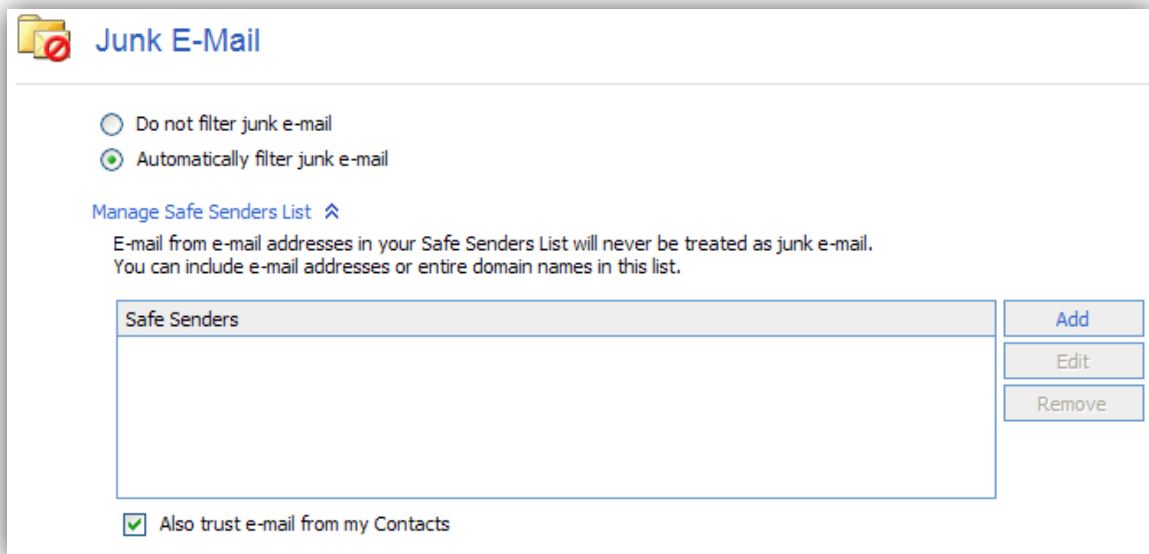 Junk E-Mail
Do not filter junk e-mail
Automatically filter junk e-mail
Manage Safe Senders List
E-mail from e-mail addresses in your Safe Senders List will never be treated as junk e-mail.
You can include e-mail addresses or entire domain names in this list.
Safe Senders
Add
Edit
Remove
Also trust e-mail from my Contacts